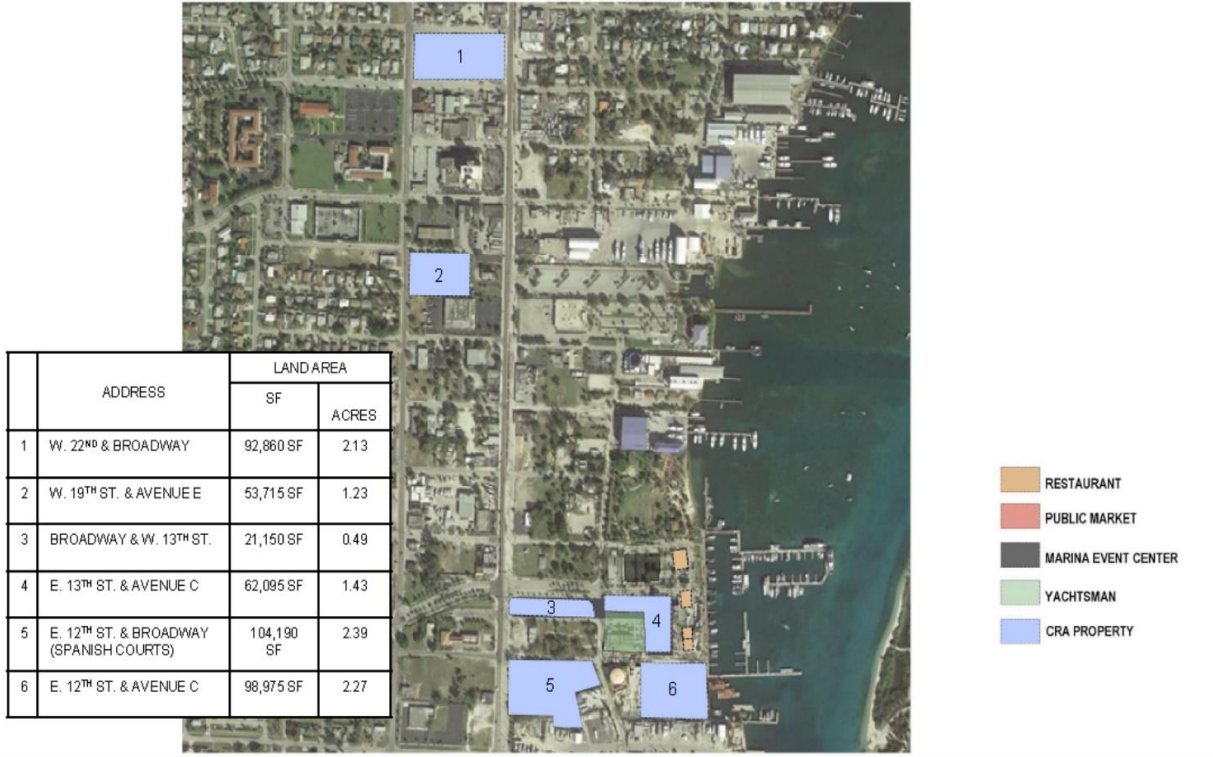 1
2
3
4
5
6
ADDRESS
LAND AREA
SF
ACRES
1 W. 22ND & BROADWAY 92,860 SF 2.13
2 W. 19TH ST. & AVENUE E 53,715 SF 1.23
3 BROADWAY & W. 13TH ST. 21,150 SF 0.49
4 E. 13TH ST. & AVENUE C 62,095 SF 1.43
5 E. 12TH ST. & BROADWAY 104,190 2.39
(SPANISH COURTS) SF
6 E. 12TH ST. & AVENUE C 98,975 SF 2.27
RESTAURANT
PUBLIC MARKET
MARINA EVENT CENTER
YACHTSMAN
CRA PROPERTY